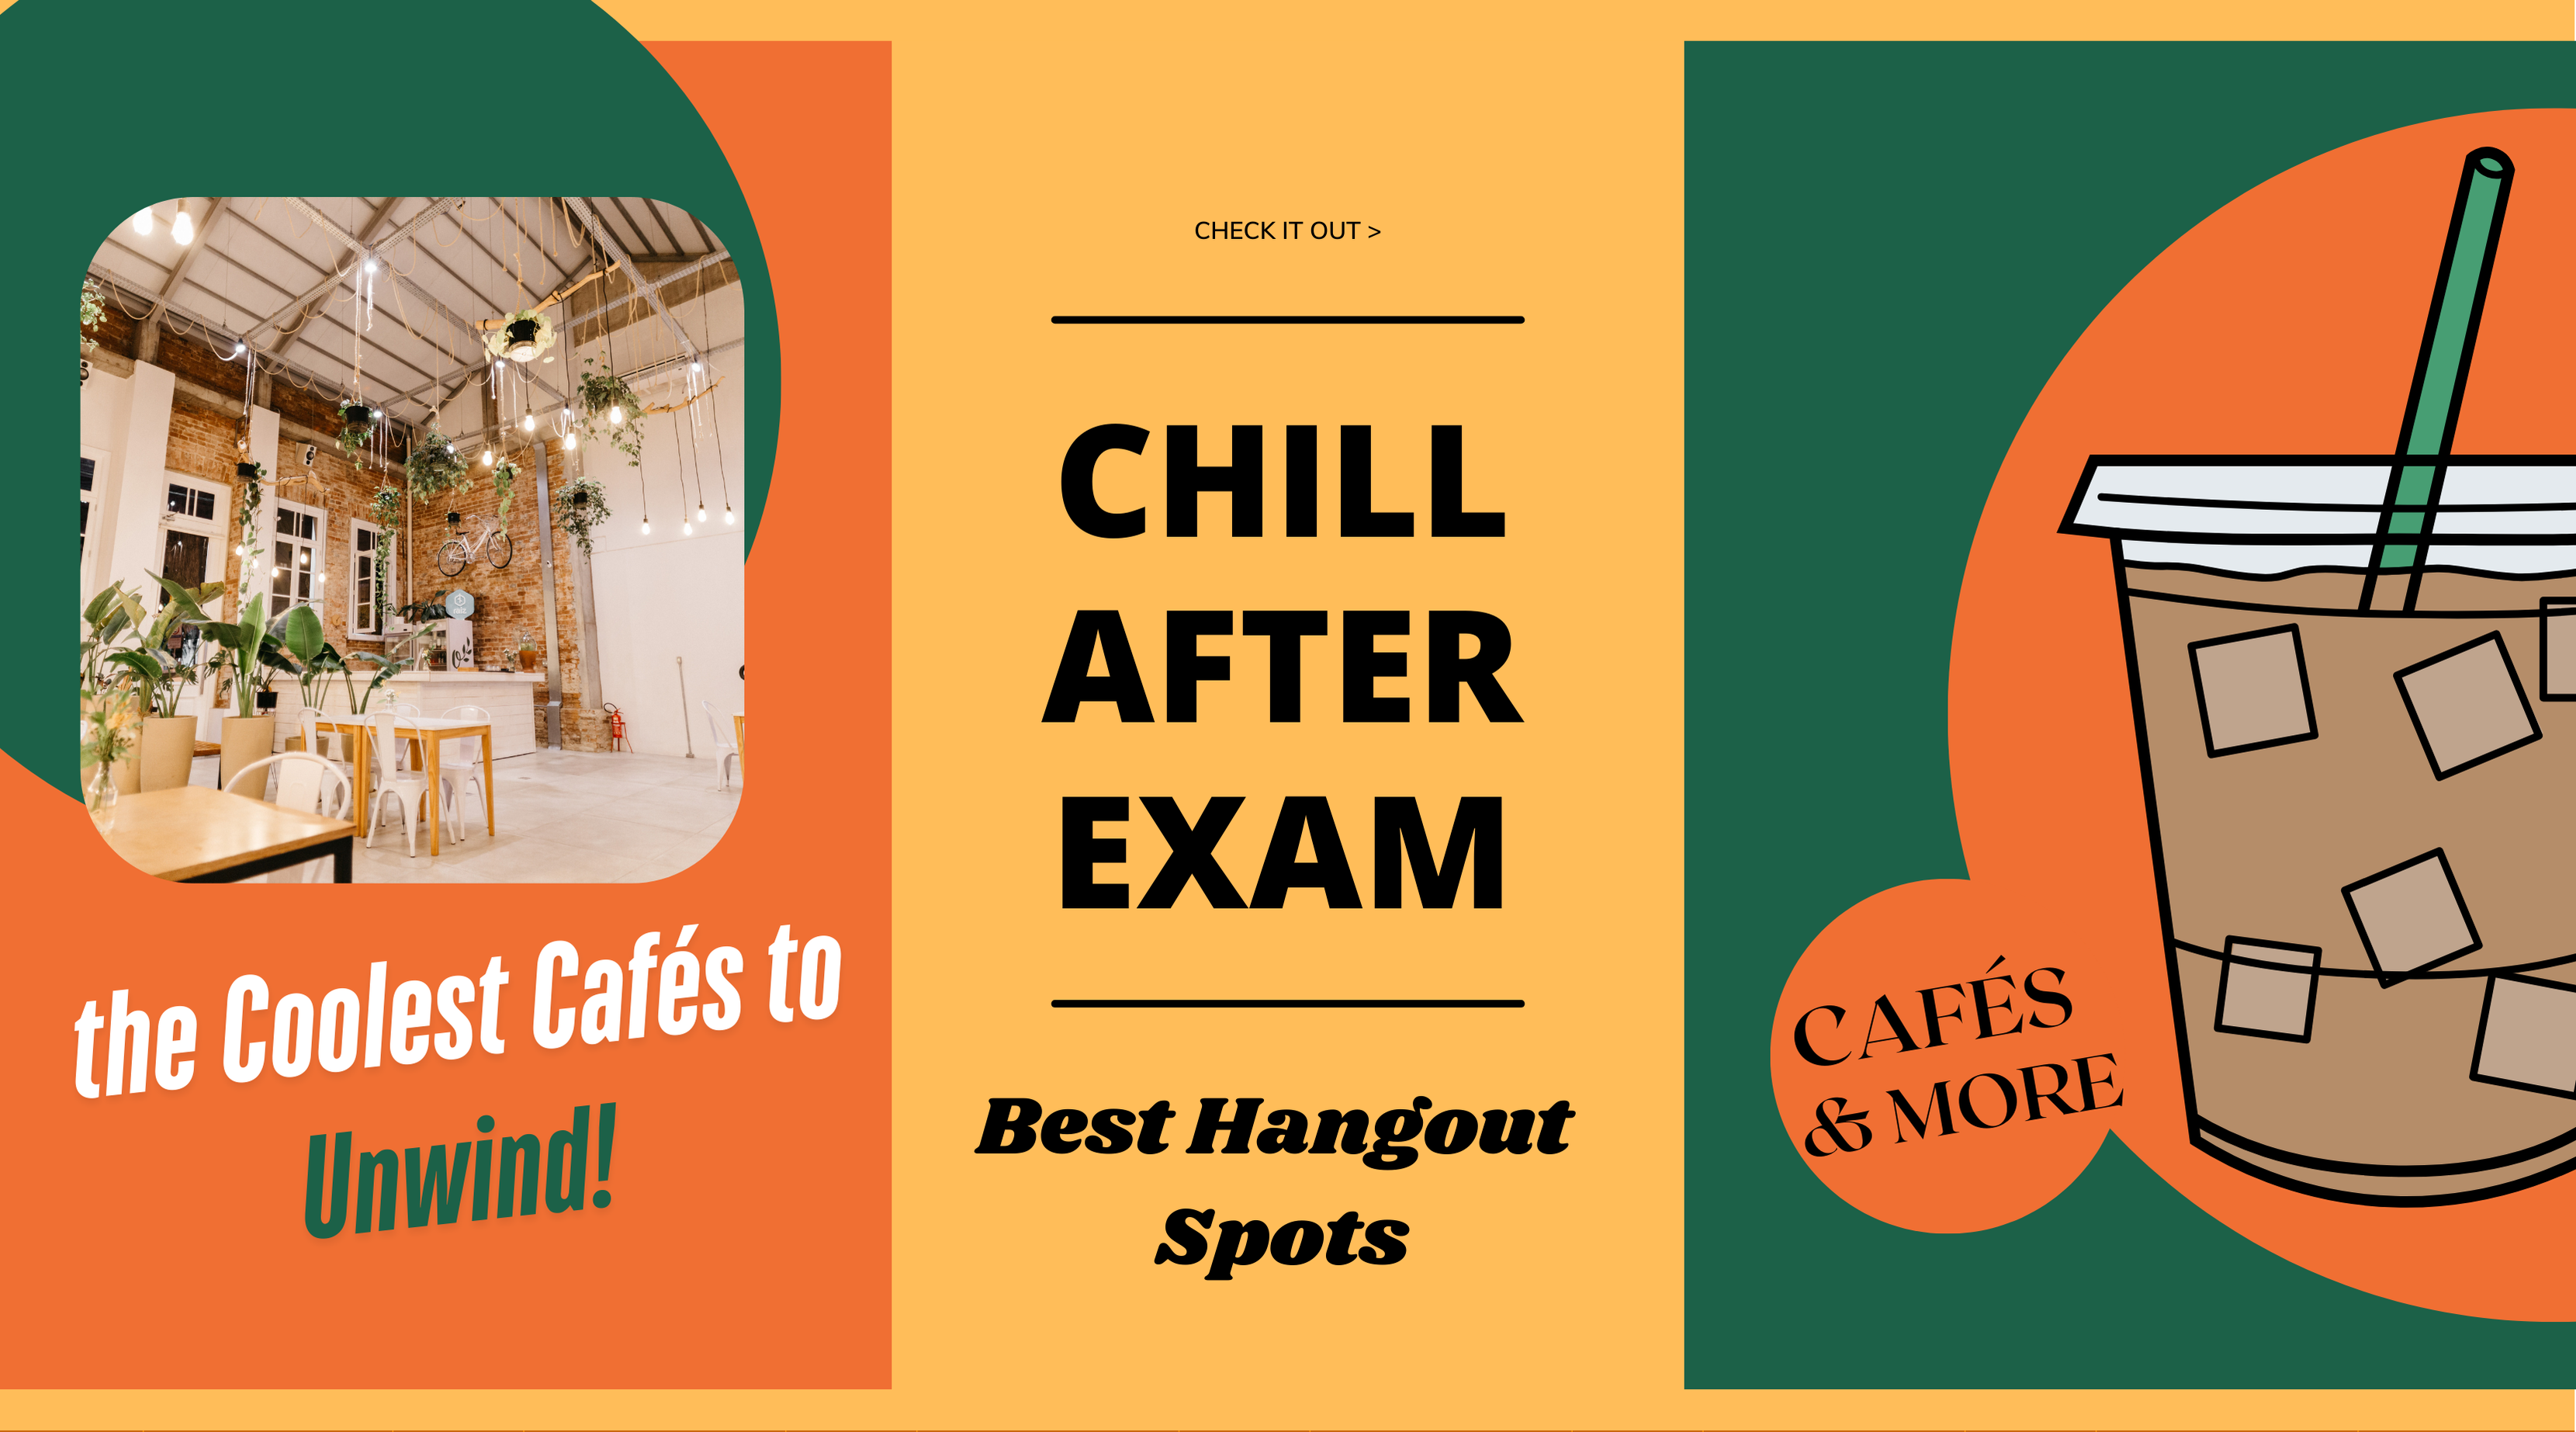 the Coolest Cafés to
Unwind!
CHECK IT OUT >
CHILL
AFTER
EXAM
Best Hangout
Spots
CAFÉS
& MORE